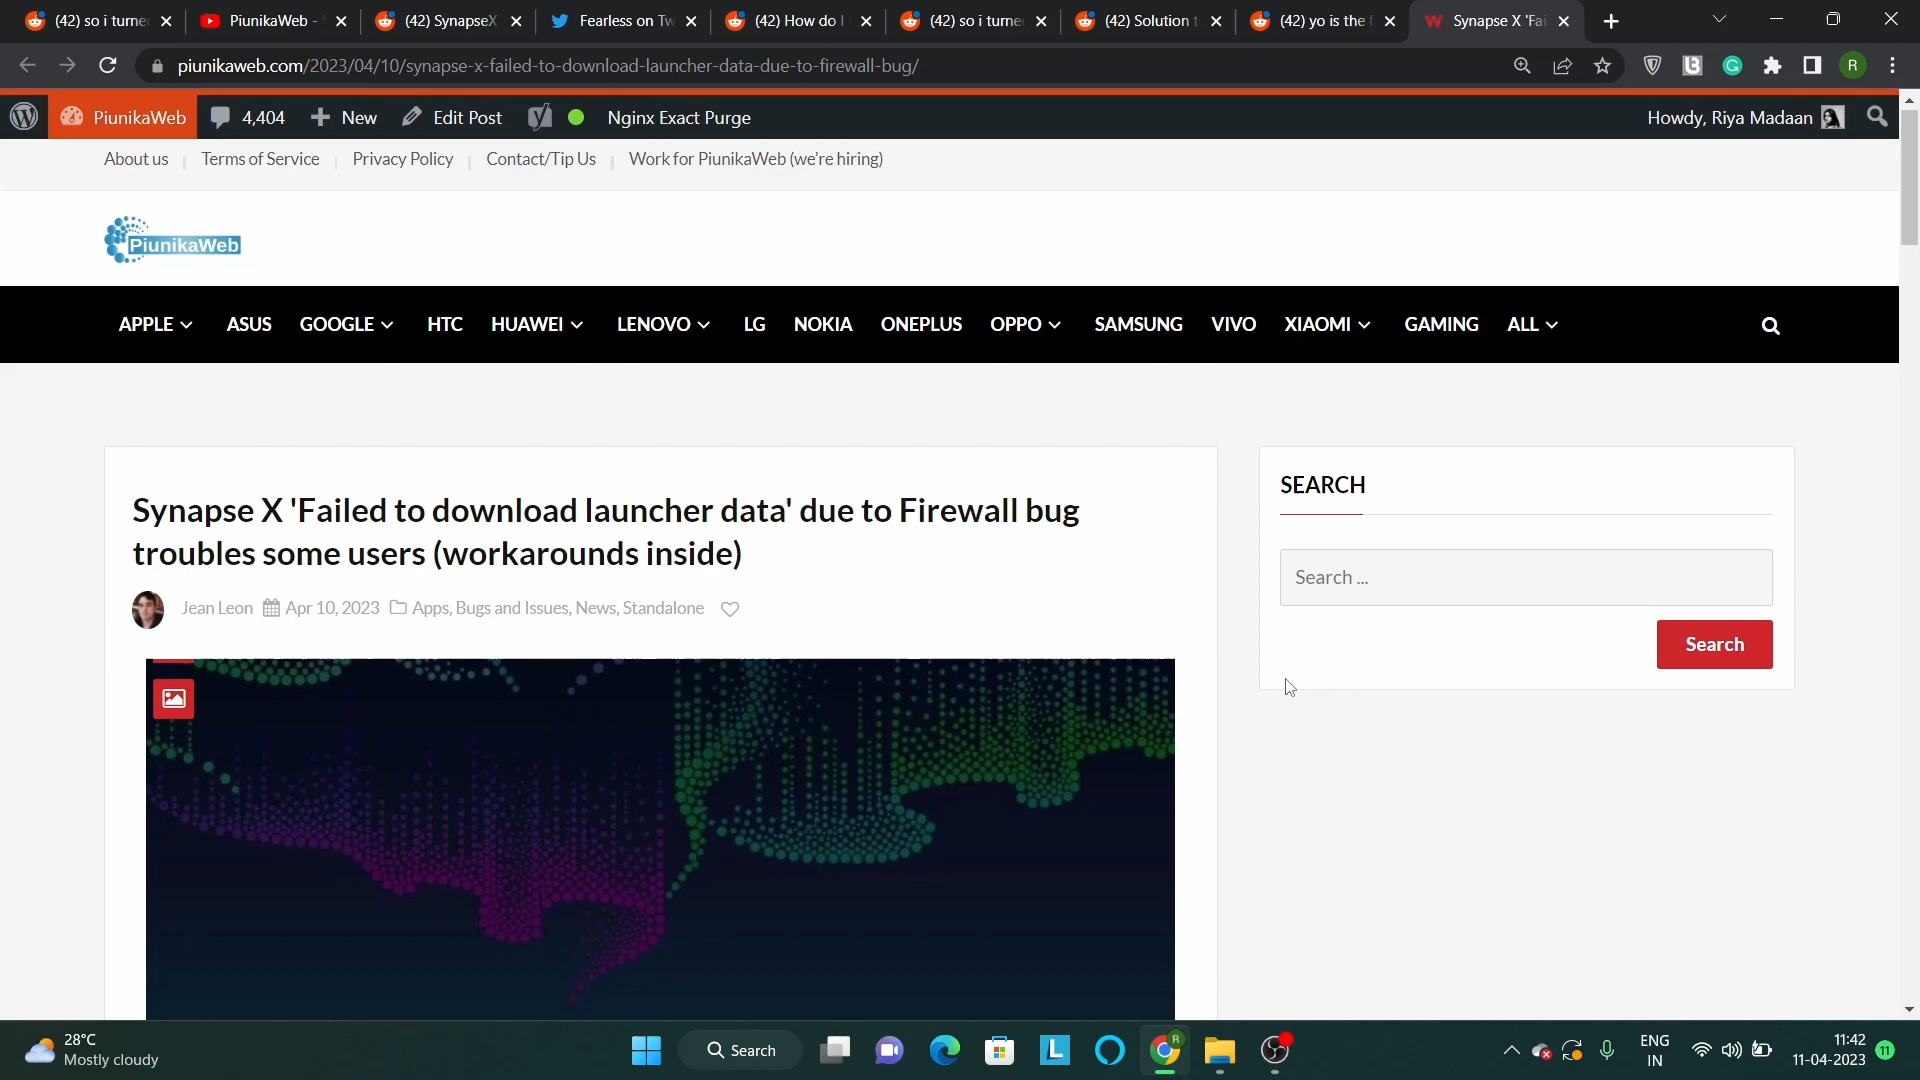 (42) so i turne
PiunikaWeb -
(42) SynapseX
Fearless on Tw
(42) How do I
(42) so i turne
(42) Solution t
(42) yo is the f
Synapse X 'Fai
piunikaweb.com/2023/04/10/synapse-x-failed-to-download-launcher-data-due-to-firewall-bug/
R
PiunikaWeb
4,404
New
Edit Post
Nginx Exact Purge
Howdy, Riya Madaan
About us
Terms of Service
Privacy Policy
Contact/Tip Us
Work for PiunikaWeb (we're hiring)
PiunikaWeb
APPLE
ASUS
GOOGLE
HTC
HUAWEI
LENOVO
LG
NOKIA
ONEPLUS
OPPO
SAMSUNG
VIVO
XIAOMI
GAMING
ALL
Synapse X 'Failed to download launcher data' due to Firewall bug
troubles some users (workarounds inside)
Jean Leon Apr 10, 2023 Apps, Bugs and Issues, News, Standalone
SEARCH
Search ...
Search
28°C
Mostly cloudy
Search
ENG
IN
11:42
11-04-2023
11